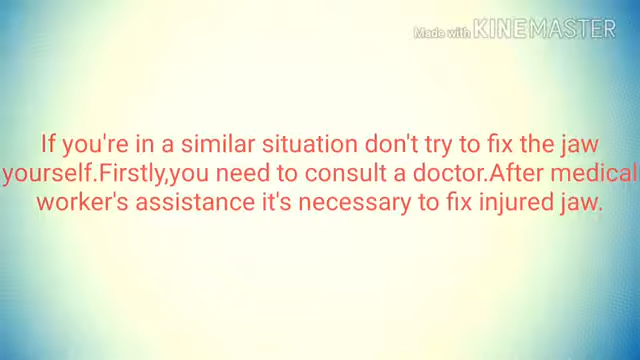 Made with KINEMASTER
If you're in a similar situation don't try to fix the jaw
yourself.Firstly,you need to consult a doctor.After medical
worker's assistance it's necessary to fix injured jaw.